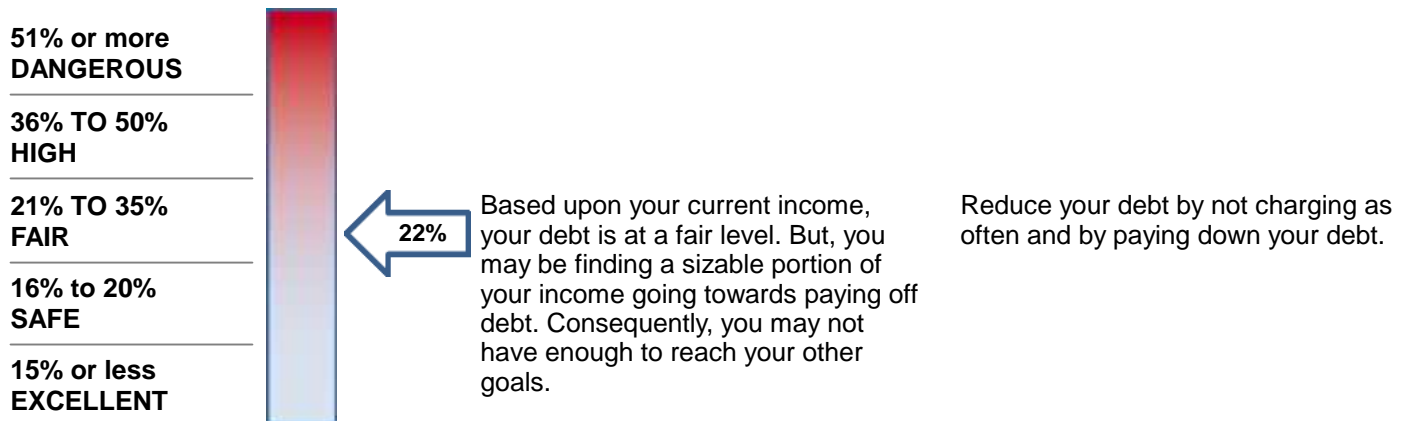 51% or more
DANGEROUS
36% TO 50%
HIGH
21% TO 35%
FAIR
16% to 20%
SAFE
15% or less
EXCELLENT
22%
Based upon your current income,
your debt is at a fair level. But, you
may be finding a sizable portion of
your income going towards paying off
debt. Consequently, you may not
have enough to reach your other
goals.
Reduce your debt by not charging as
often and by paying down your debt.